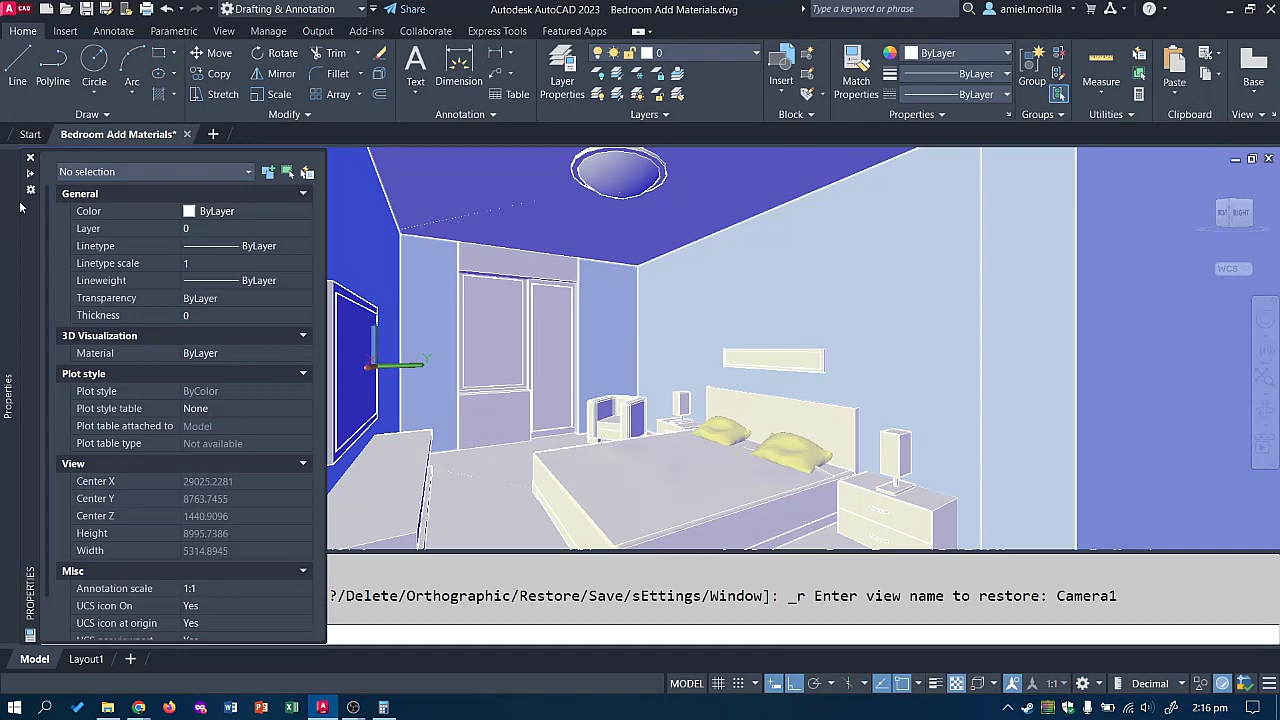 CAD
Drafting & Annotation
Share
Autodesk AutoCAD 2023
Bedroom Add Materials.dwg
Type a keyword or phrase
amiel.mortilla
Home
Insert
Annotate
Parametric
View
Manage
Output
Add-ins
Collaborate
Express Tools
Featured Apps
Line
Polyline
Circle
Arc
Move
Rotate
Trim
Copy
Mirror
Fillet
Stretch
Scale
Array
Text
Dimension
Table
Layer
Properties
0
Insert
Match
Properties
ByLayer
ByLayer
ByLayer
Group
Measure
Paste
Base
Draw
Modify
Annotation
Layers
Block
Properties
Groups
Utilities
Clipboard
View
Start
Bedroom Add Materials*
No selection
General
Color ByLayer
Layer 0
Linetype ByLayer
Linetype scale 1
Lineweight ByLayer
Transparency ByLayer
Thickness 0
3D Visualization
Material ByLayer
Plot style
Plot style ByColor
Plot style table None
Plot table attached to Model
Plot table type Not available
View
Center X 29025.2281
Center Y 8763.7455
Center Z 1440.9096
Height 8995.7386
Width 5314.8945
Misc
Annotation scale 1:1
UCS icon On Yes
UCS icon at origin Yes
Properties
PROPERTIES
RIGHT
WCS
Y
?/Delete/Orthographic/Restore/Save/sEttings/Window]: _r Enter view name to restore: Camera1
Model
Layout1
MODEL
1:1
Decimal
2:16 pm